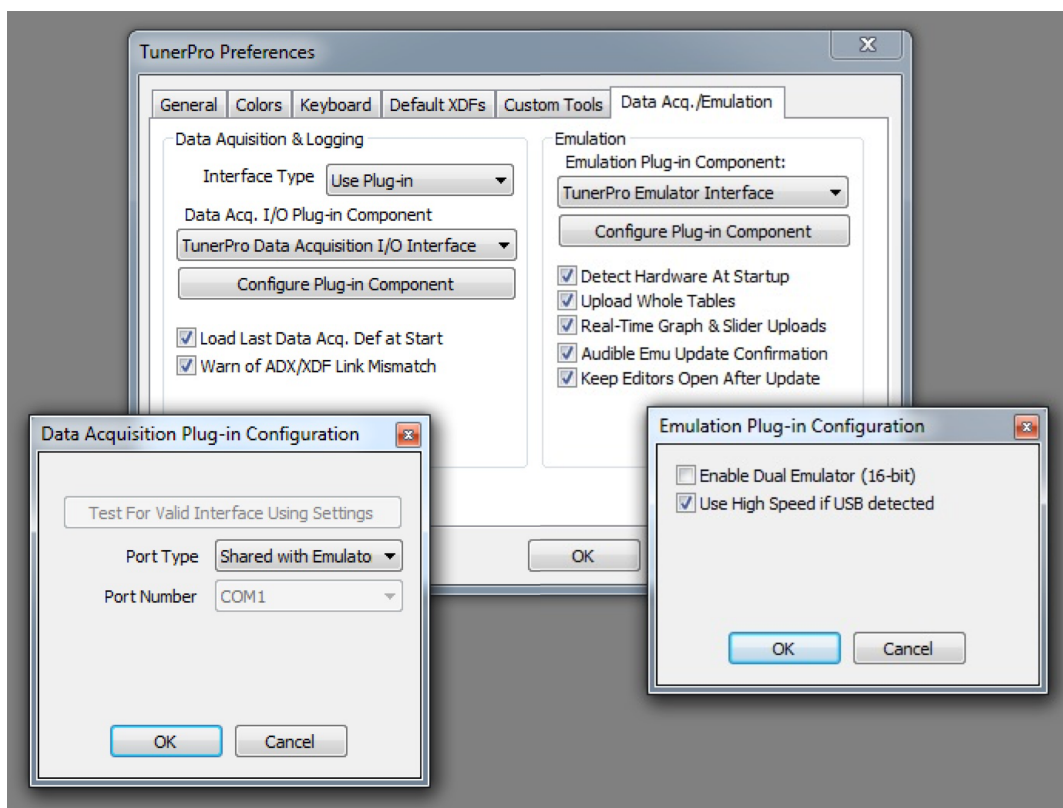 TunerPro Preferences
General
Colors
Keyboard
Default XDFs
Custom Tools
Data Acq./Emulation
Data Aquisition & Logging
Interface Type
Use Plug-in
Data Acq. I/O Plug-in Component
TunerPro Data Acquisition I/O Interface
Configure Plug-in Component
Load Last Data Acq. Def at Start
Warn of ADX/XDF Link Mismatch
Emulation
Emulation Plug-in Component:
TunerPro Emulator Interface
Configure Plug-in Component
Detect Hardware At Startup
Upload Whole Tables
Real-Time Graph & Slider Uploads
Audible Emu Update Confirmation
Keep Editors Open After Update
OK
Data Acquisition Plug-in Configuration
Test For Valid Interface Using Settings
Port Type
Shared with Emulato
Port Number
COM1
OK
Cancel
Emulation Plug-in Configuration
Enable Dual Emulator (16-bit)
Use High Speed if USB detected
OK
Cancel